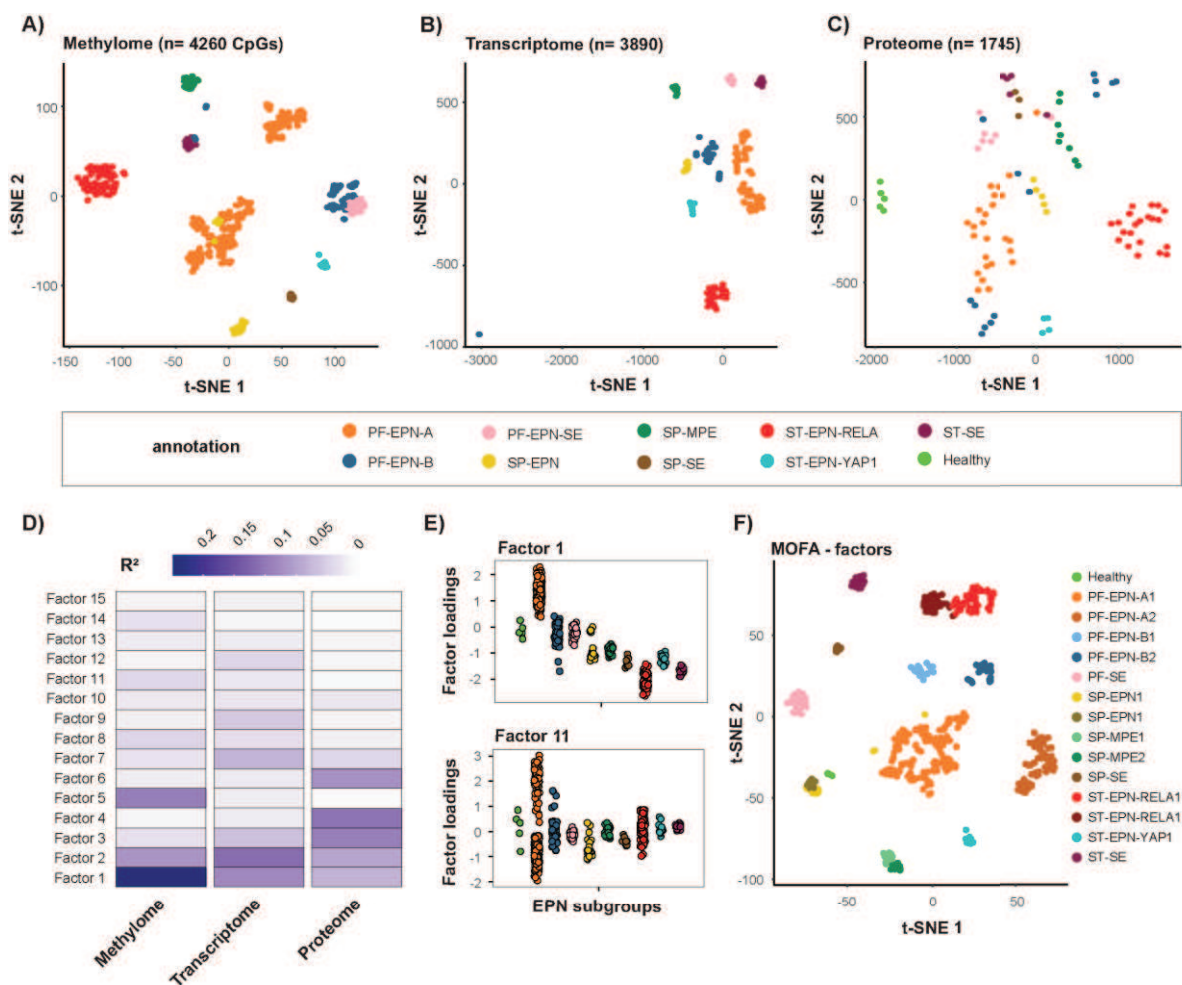 A)
Methylome (n= 4260 CpGs)
t-SNE 2
100
0
-100
-150
-100
-50
0
50
100
t-SNE 1
B)
Transcriptome (n= 3890)
t-SNE 2
500
0
-500
-1000
-3000
-2000
-1000
0
t-SNE 1
C)
Proteome (n= 1745)
t-SNE 2
500
0
-500
-2000
-1000
0
1000
t-SNE 1
annotation
PF-EPN-A
PF-EPN-SE
SP-MPE
ST-EPN-RELA
ST-SE
PF-EPN-B
SP-EPN
SP-SE
ST-EPN-YAP1
Healthy
D)
R²
0.2
0.15
0.1
0.05
0
Factor 15
Factor 14
Factor 13
Factor 12
Factor 11
Factor 10
Factor 9
Factor 8
Factor 7
Factor 6
Factor 5
Factor 4
Factor 3
Factor 2
Factor 1
Methylome
Transcriptome
Proteome
E)
Factor 1
Factor loadings
2
1
0
-1
-2
Factor 11
Factor loadings
3
2
1
0
-1
-2
EPN subgroups
F)
MOFA - factors
t-SNE 2
50
0
-50
-100
-50
0
50
t-SNE 1
Healthy
PF-EPN-A1
PF-EPN-A2
PF-EPN-B1
PF-EPN-B2
PF-SE
SP-EPN1
SP-EPN1
SP-MPE1
SP-MPE2
SP-SE
ST-EPN-RELA1
ST-EPN-RELA1
ST-EPN-YAP1
ST-SE